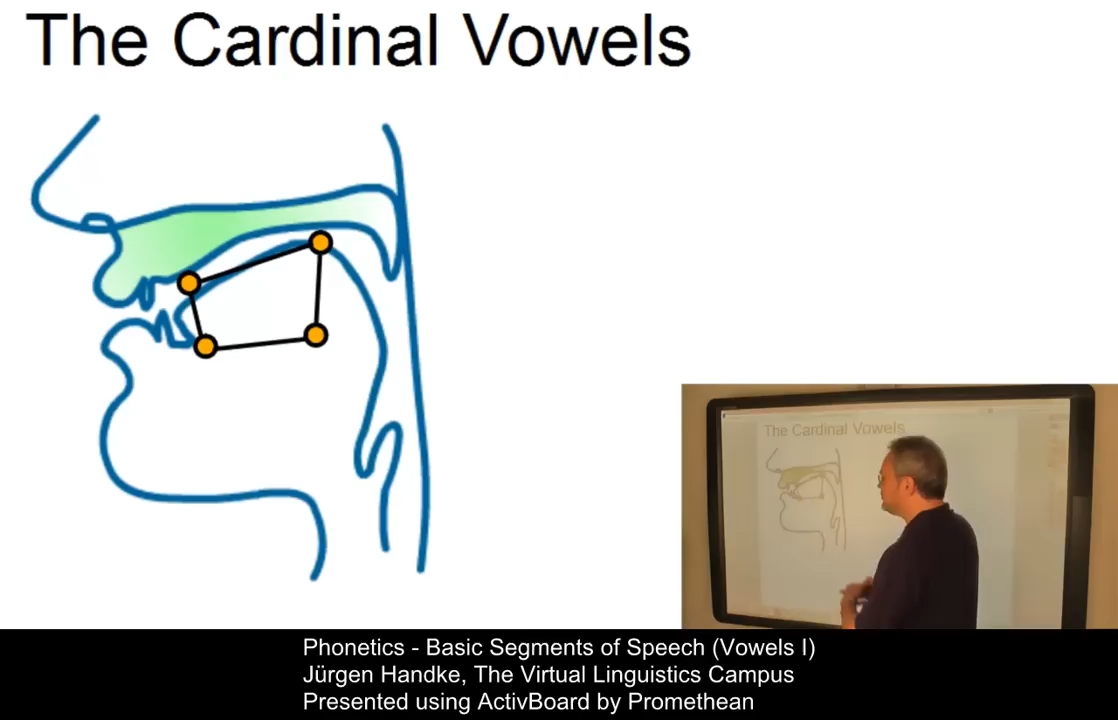 The Cardinal Vowels
The Cardinal Vowels
Phonetics - Basic Segments of Speech (Vowels I)
Jürgen Handke, The Virtual Linguistics Campus
Presented using ActivBoard by Promethean